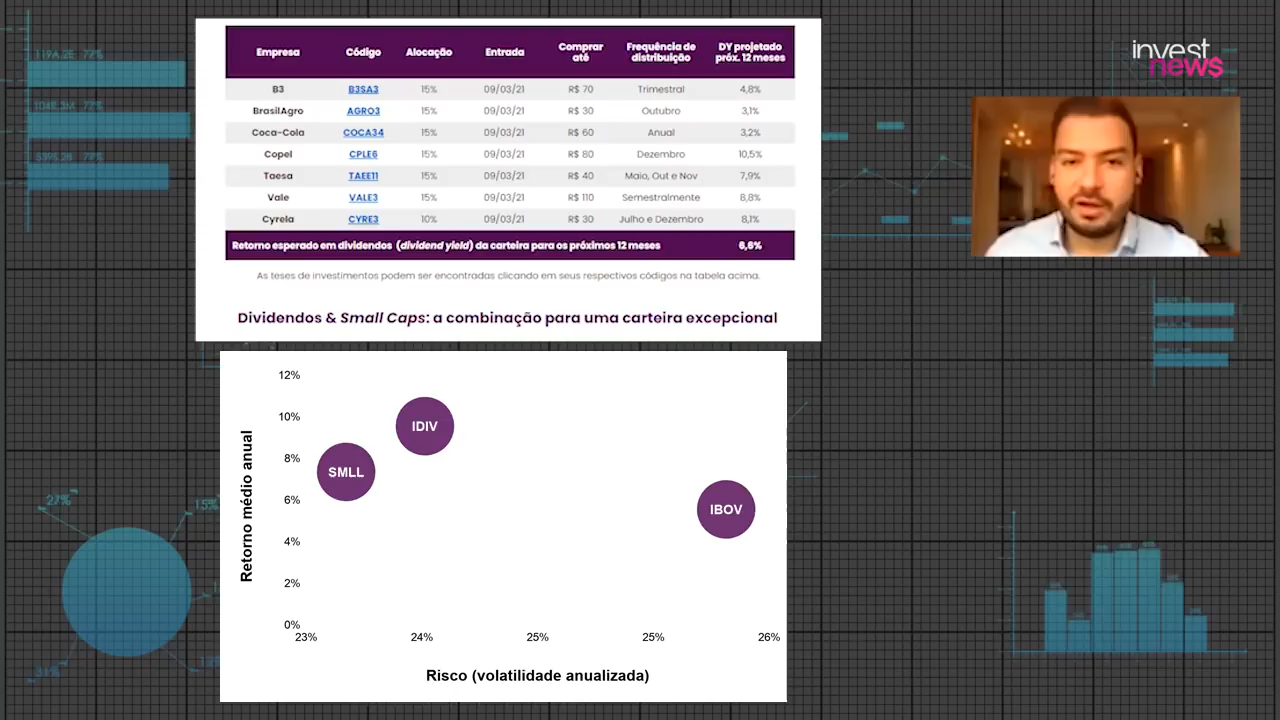 Empresa Código Alocação Entrada Comprar até Frequência de distribuição DY projetado próx. 12 meses
B3 B3SA3 15% 09/03/21 R$ 70 Trimestral 4,8%
BrasilAgro AGRO3 15% 09/03/21 R$ 30 Outubro 3,1%
Coca-Cola COCA34 15% 09/03/21 R$ 60 Anual 3,2%
Copel CPLE6 15% 09/03/21 R$ 80 Dezembro 10,5%
Taesa TAEE11 15% 09/03/21 R$ 40 Maio, Out e Nov 7,9%
Vale VALE3 15% 09/03/21 R$ 110 Semestralmente 8,8%
Cyrela CYRE3 10% 09/03/21 R$ 30 Julho e Dezembro 8,1%
Retorno esperado em dividendos (dividend yield) da carteira para os próximos 12 meses 6,6%
As teses de investimentos podem ser encontradas clicando em seus respectivos códigos na tabela acima.
Dividendos & Small Caps: a combinação para uma carteira excepcional
invest
news
12%
10%
8%
6%
4%
2%
0%
Retorno médio anual
IDIV
SMLL
IBOV
23% 24% 25% 25% 26%
Risco (volatilidade anualizada)
77%
77%
77%
27%
15%
31%